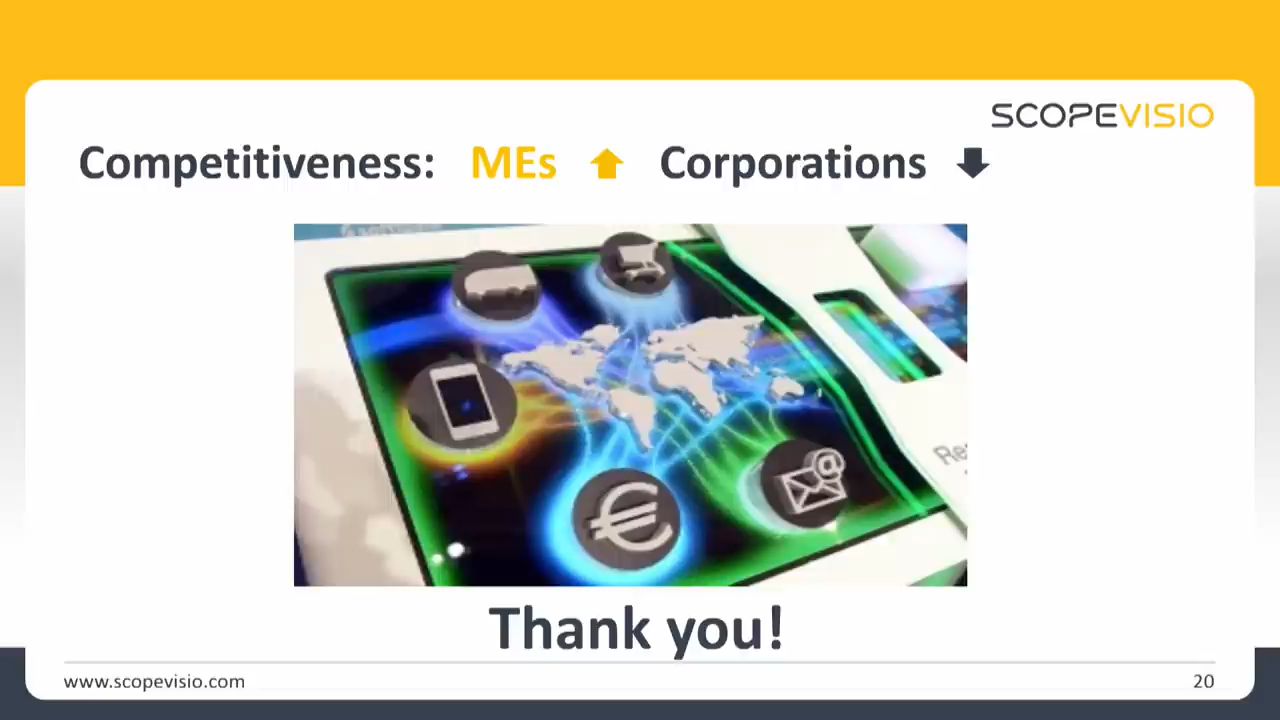 SCOPEVISIO
Competitiveness: MEs Corporations
€
@
Thank you!
www.scopevisio.com
20